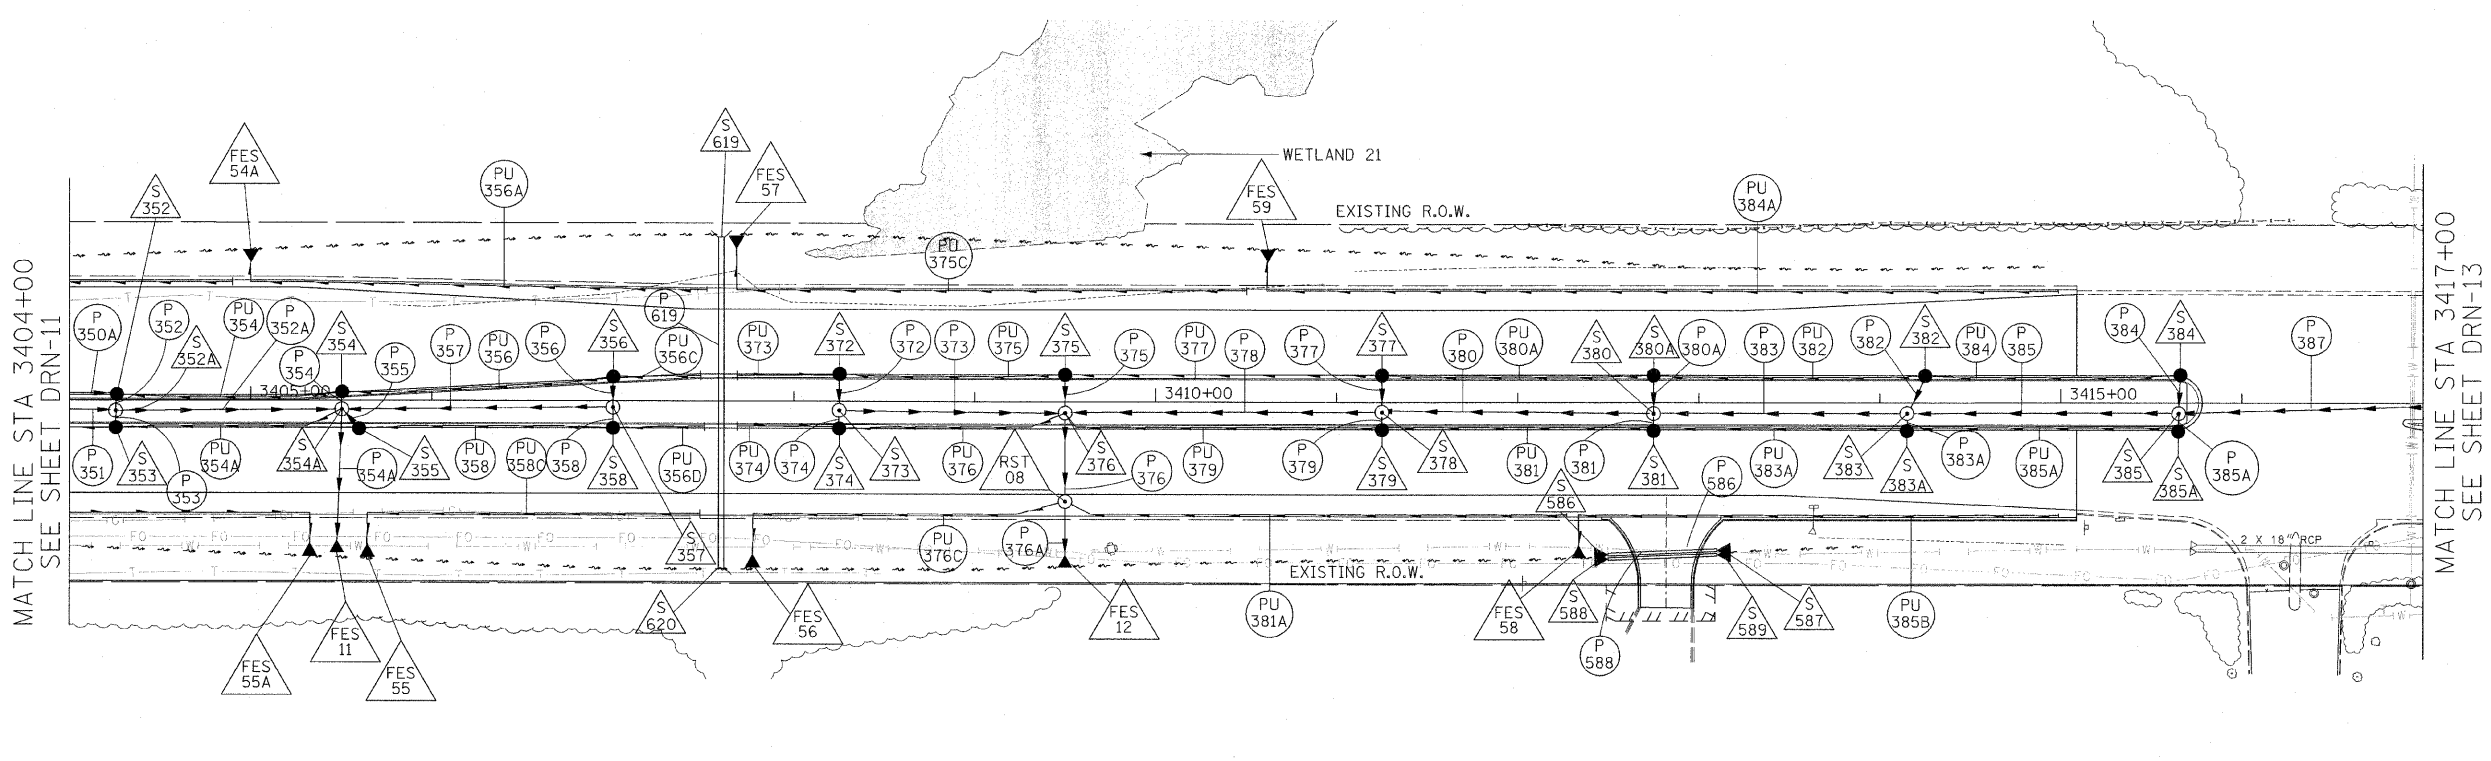 MATCH LINE STA 3404+00
SEE SHEET DRN-11
S
619
FES
54A
FES
57
WETLAND 21
PU
356A
S
352
FES
59
PU
384A
EXISTING R.O.W.
PU
375C
P
350A
P
352
S
352A
PU
354
P
352A
P
354
S
354
P
355
P
357
PU
356
P
356
S
356
P
619
PU
356C
PU
373
S
372
P
372
P
373
PU
375
S
375
P
375
PU
377
P
378
P
377
S
377
P
380
PU
380A
S
380
S
380A
P
380A
P
383
PU
382
P
382
S
382
PU
384
P
385
P
384
S
384
P
387
3405+00
3410+00
3415+00
P
351
S
353
P
353
PU
354A
S
354A
P
354A
S
355
PU
358
PU
358C
P
358
S
358
PU
356D
S
357
PU
374
P
374
S
374
S
373
PU
376
RST
08
S
376
P
376
PU
379
P
379
S
379
S
378
PU
381
S
586
P
381
S
381
P
586
PU
383A
S
383
S
383A
P
383A
PU
385A
S
385
S
385A
P
385A
PU
376C
P
376A
EXISTING R.O.W.
2 X 18" RCP
FO
FO
FO
FO
FES
55A
FES
11
FES
55
S
620
FES
56
FES
12
PU
381A
FES
58
S
588
P
588
S
589
S
587
PU
385B
MATCH LINE STA 3417+00
SEE SHEET DRN-13